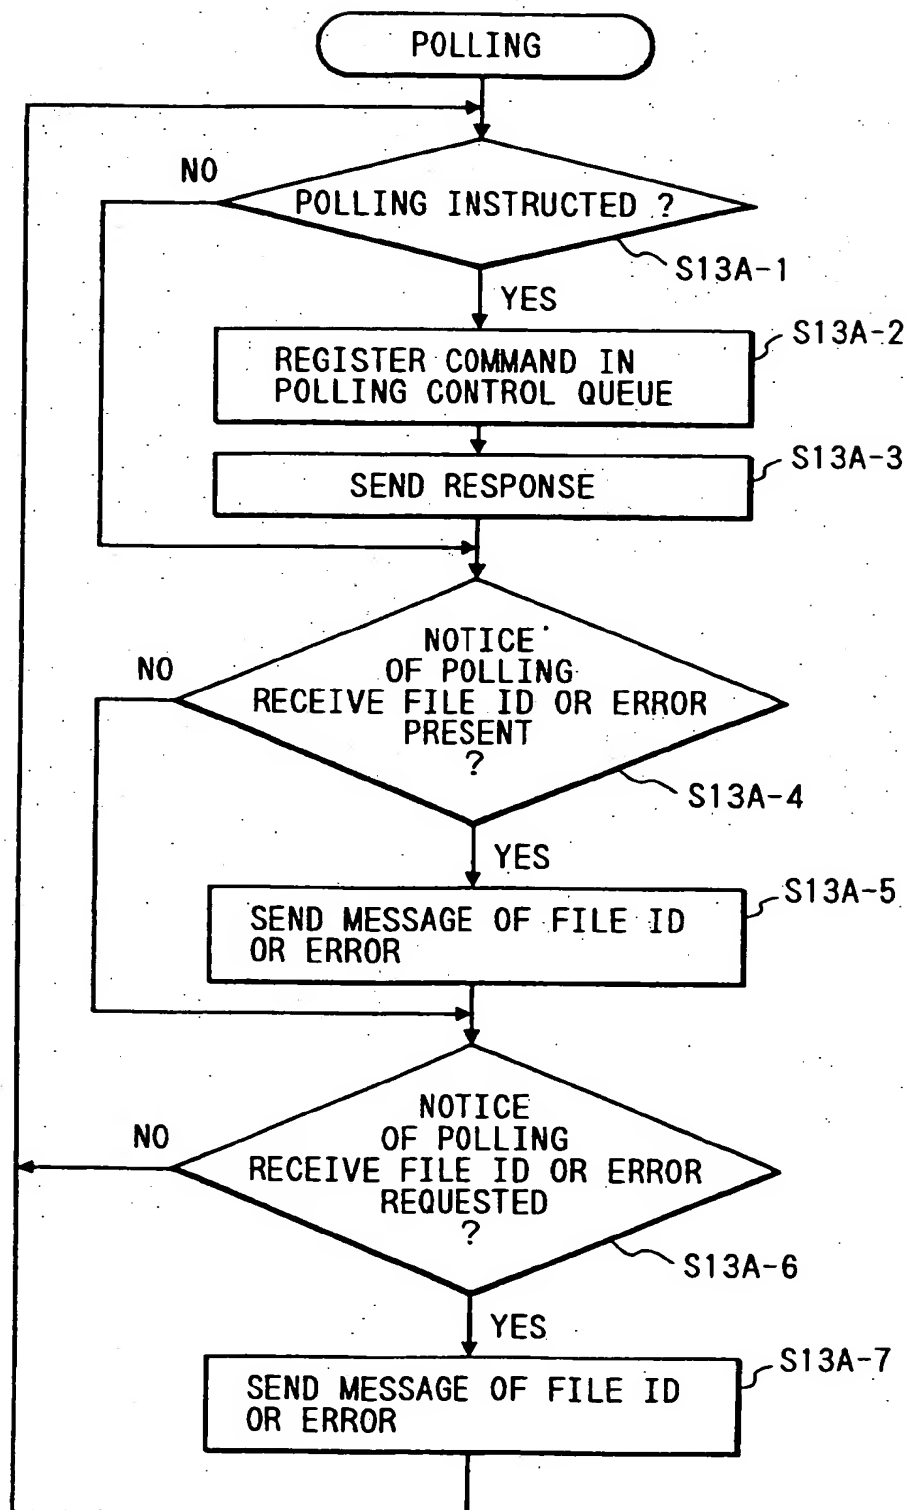 POLLING
NO
POLLING INSTRUCTED ?
S13A-1
YES
S13A-2
REGISTER COMMAND IN
POLLING CONTROL QUEUE
S13A-3
SEND RESPONSE
NOTICE
OF POLLING
NO
RECEIVE FILE ID OR ERROR
PRESENT
?
S13A-4
YES
S13A-5
SEND MESSAGE OF FILE ID
OR ERROR
NOTICE
NO
OF POLLING
RECEIVE FILE ID OR ERROR
REQUESTED
?
S13A-6
YES
S13A-7
SEND MESSAGE OF FILE ID
OR ERROR